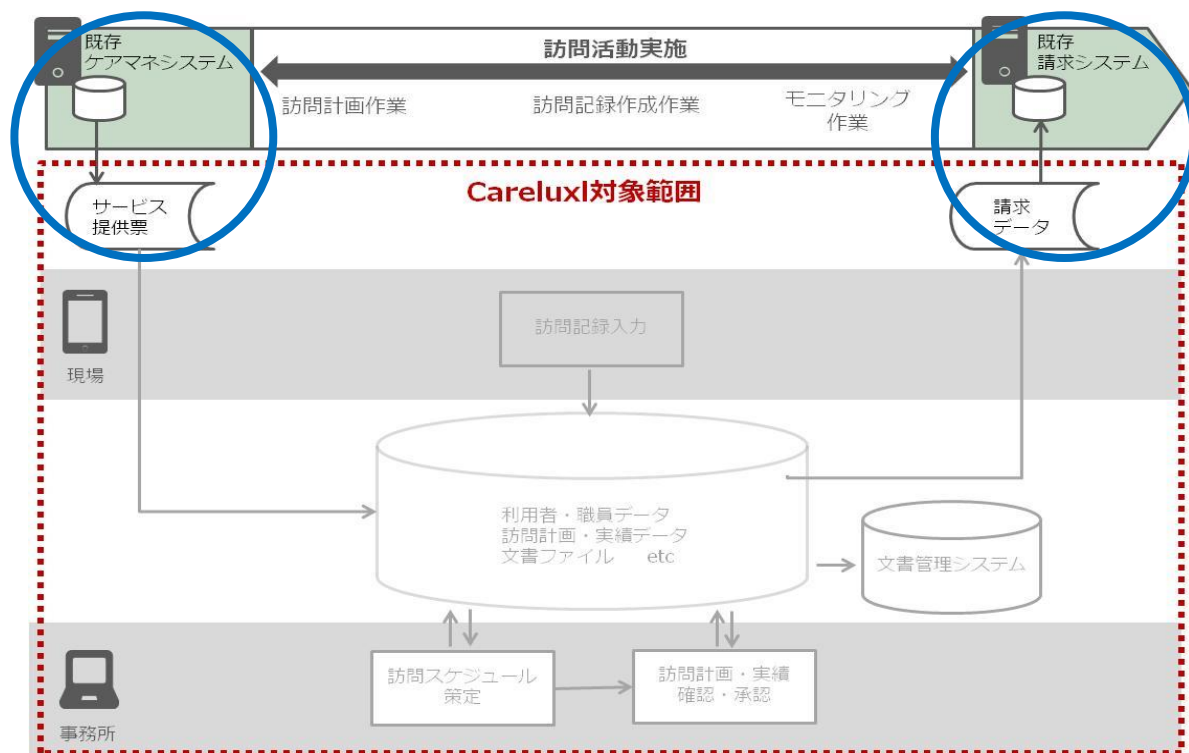 既存
ケアマネシステム
訪問活動実施
既存
請求システム
訪問計画作業
訪問記録作成作業
モニタリング
作業
Careluxl対象範囲
サービス
提供票
請求
データ
訪問記録入力
現場
利用者・職員データ
訪問計画・実績データ
文書ファイル　etc
文書管理システム
訪問スケジュール
策定
訪問計画・実績
確認・承認
事務所